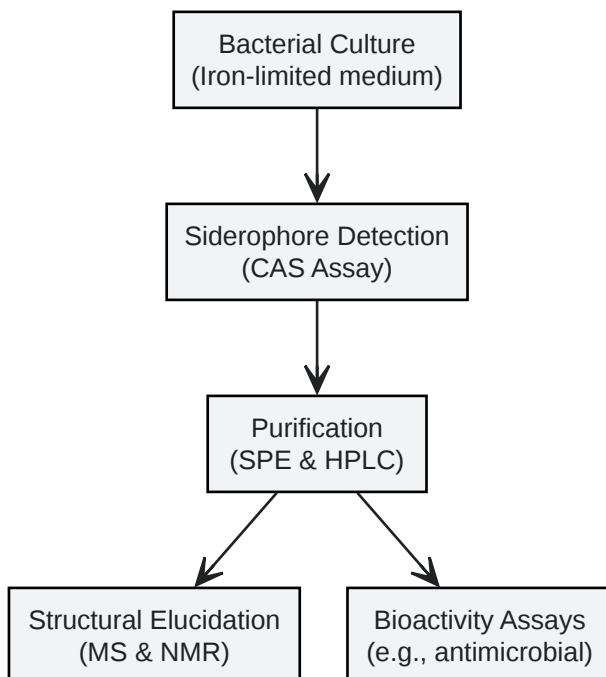 Bacterial Culture
(Iron-limited medium)
Siderophore Detection
(CAS Assay)
Purification
(SPE & HPLC)
Structural Elucidation
(MS & NMR)
Bioactivity Assays
(e.g., antimicrobial)